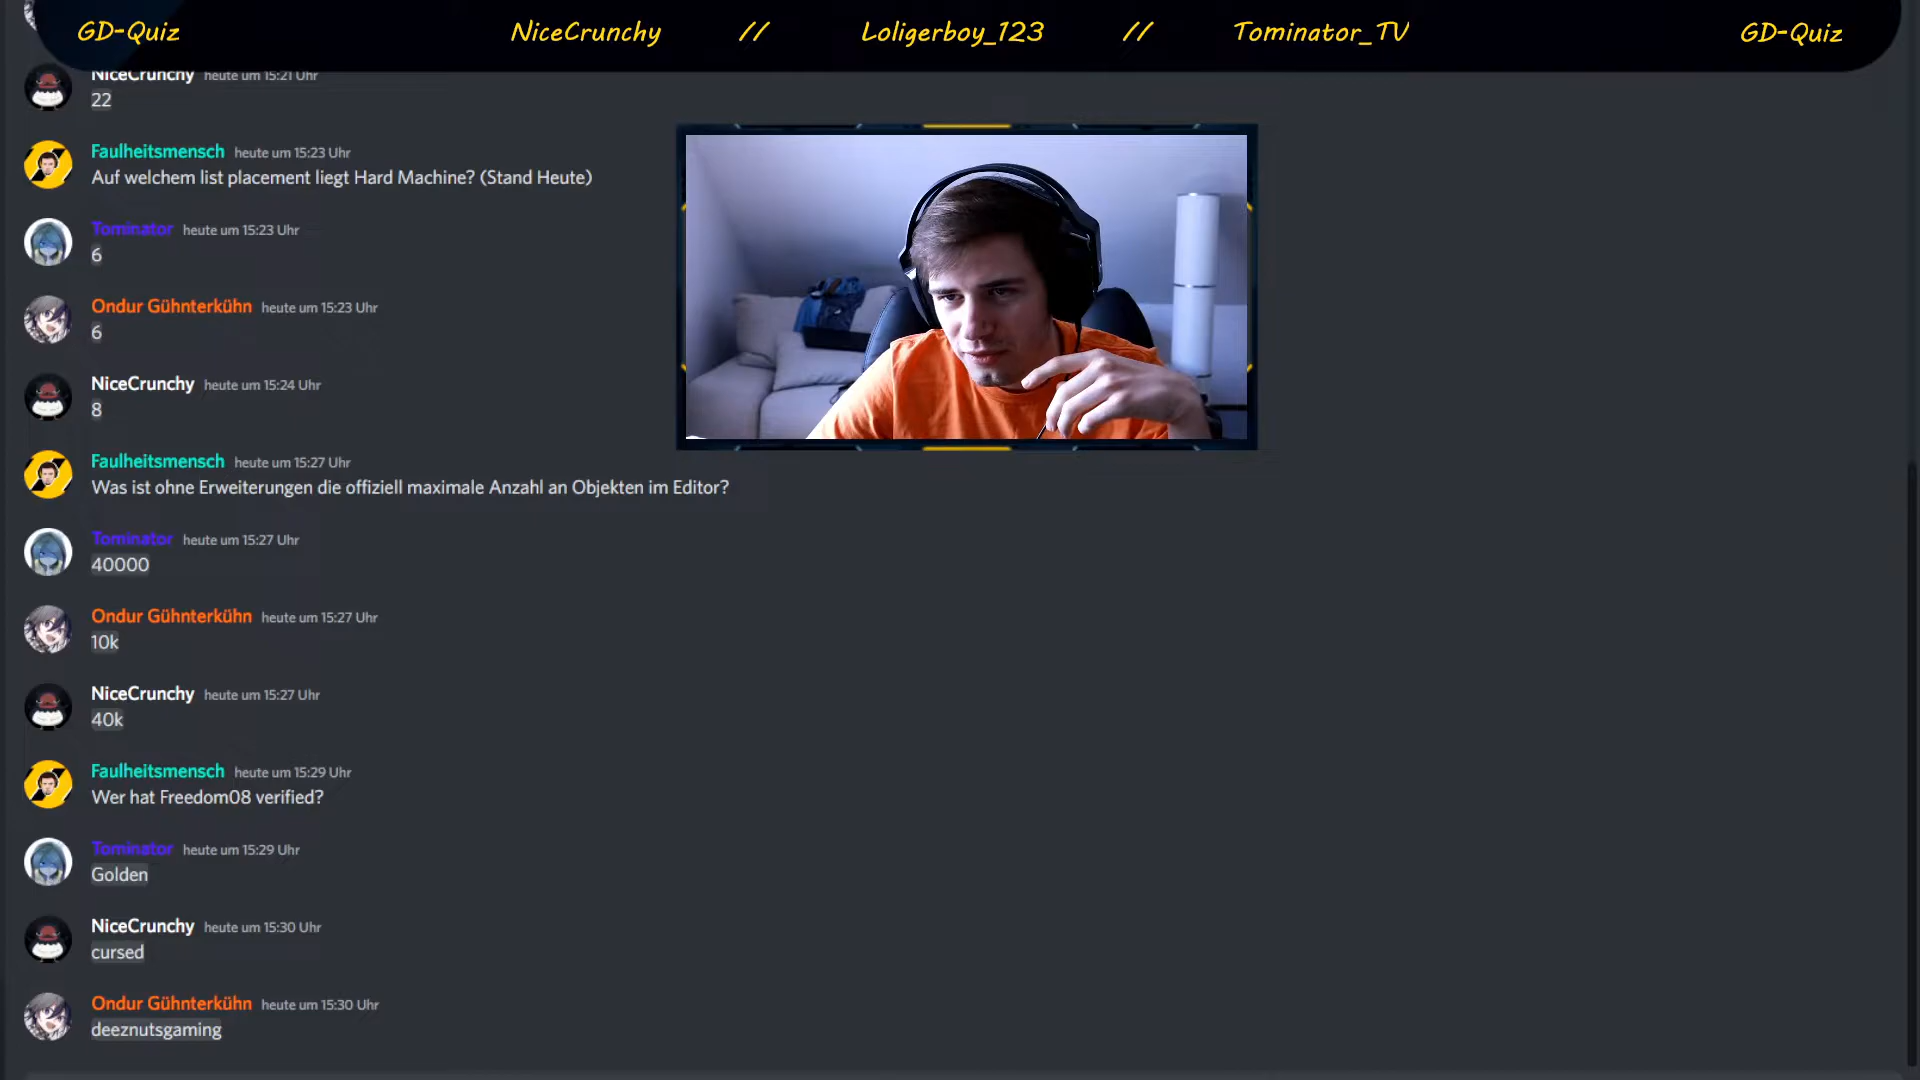 GD-Quiz NiceCrunchy // Loligerboy_123 // Tominator_TV GD-Quiz
NiceCrunchy heute um 15:21 Uhr
22
Faulheitsmensch heute um 15:23 Uhr
Auf welchem list placement liegt Hard Machine? (Stand Heute)
Tominator heute um 15:23 Uhr
6
Ondur Gühnterkühn heute um 15:23 Uhr
6
NiceCrunchy heute um 15:24 Uhr
8
Faulheitsmensch heute um 15:27 Uhr
Was ist ohne Erweiterungen die offiziell maximale Anzahl an Objekten im Editor?
Tominator heute um 15:27 Uhr
40000
Ondur Gühnterkühn heute um 15:27 Uhr
10k
NiceCrunchy heute um 15:27 Uhr
40k
Faulheitsmensch heute um 15:29 Uhr
Wer hat Freedom08 verified?
Tominator heute um 15:29 Uhr
Golden
NiceCrunchy heute um 15:30 Uhr
cursed
Ondur Gühnterkühn heute um 15:30 Uhr
deeznutsgaming